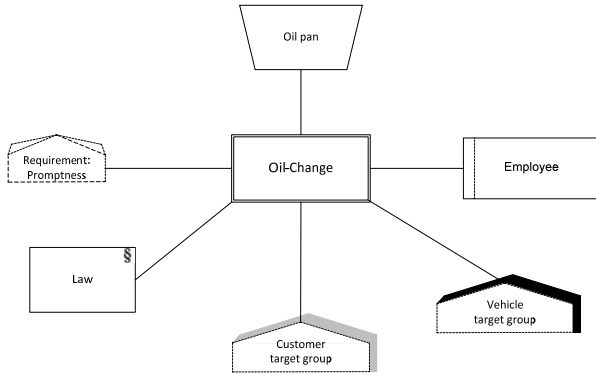 Oil pan
Requirement:
Promptness
Oil-Change
Employee
§
Law
Vehicle
target group
Customer
target group